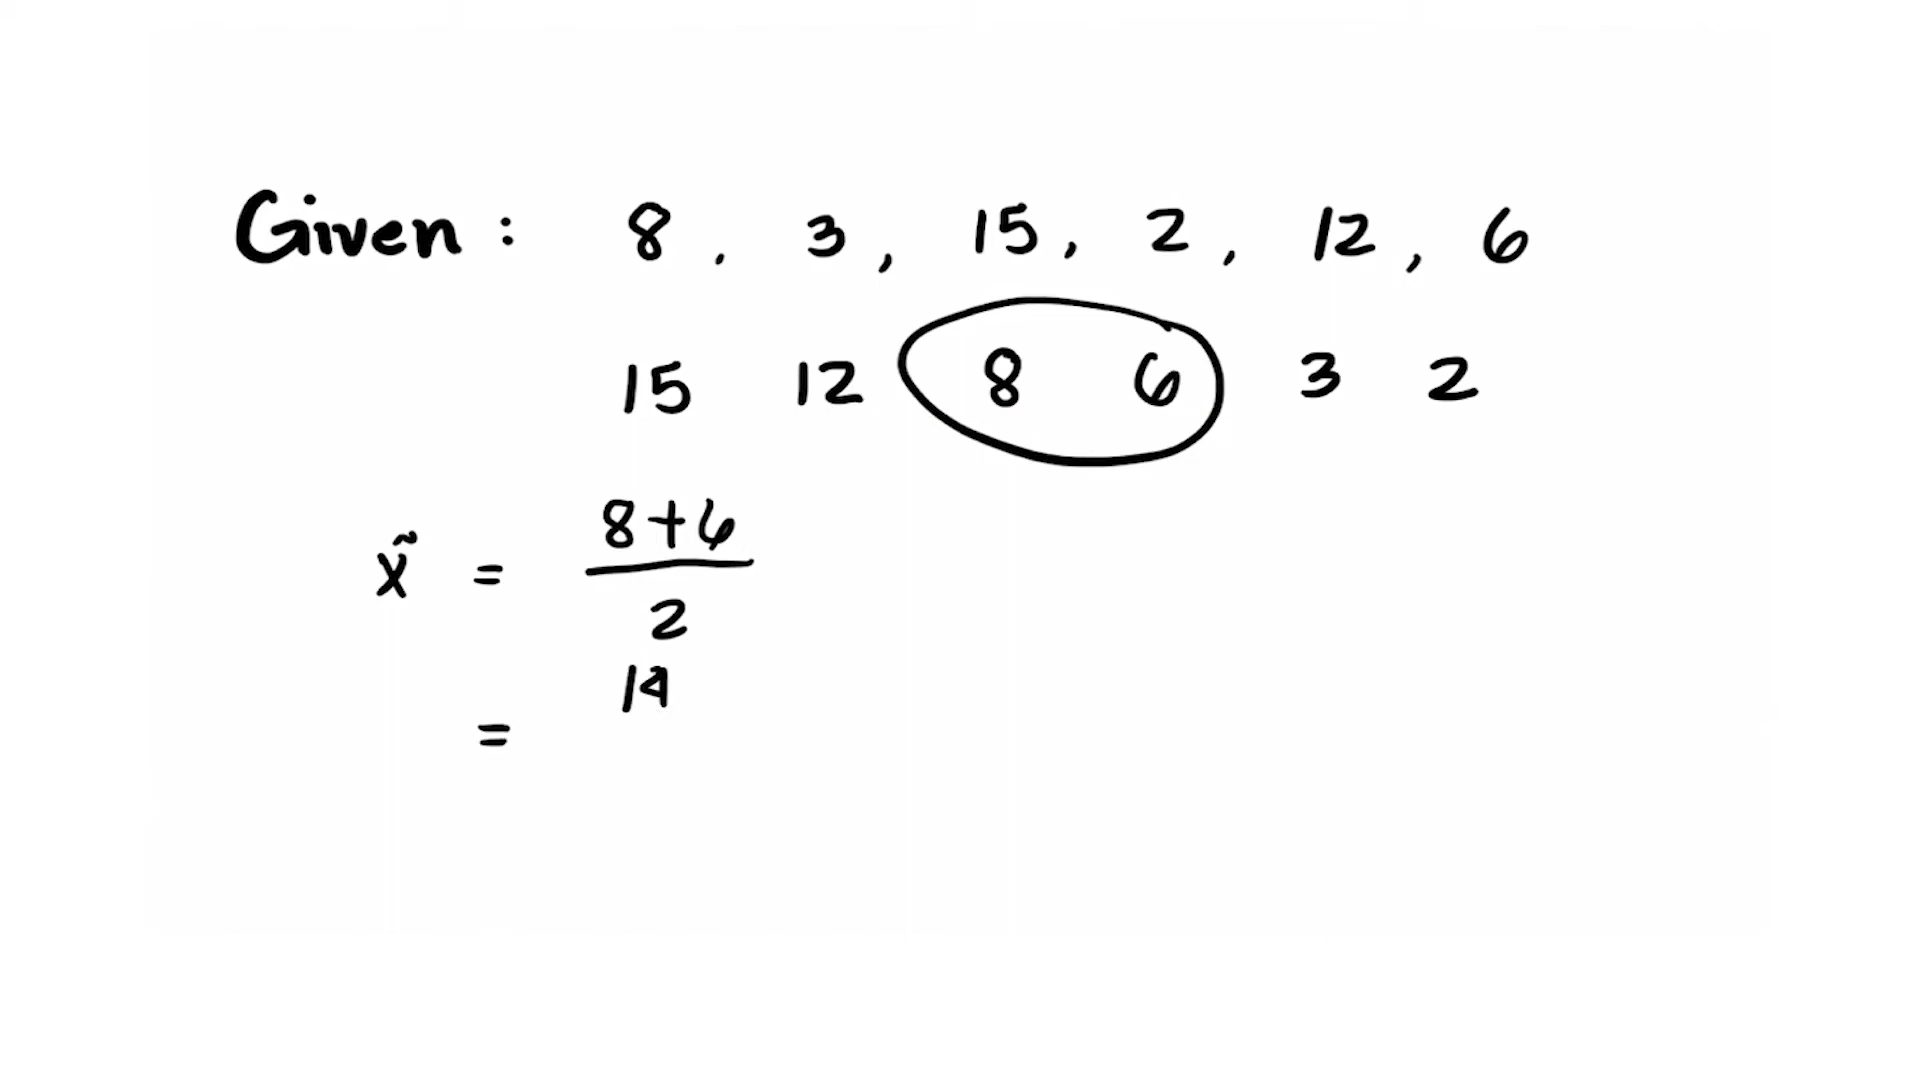 Given : 8 . 3 , 15 , 2 , 12 , 6
15 12 8 6 3 2
x̃ = 8+6
2
14
=